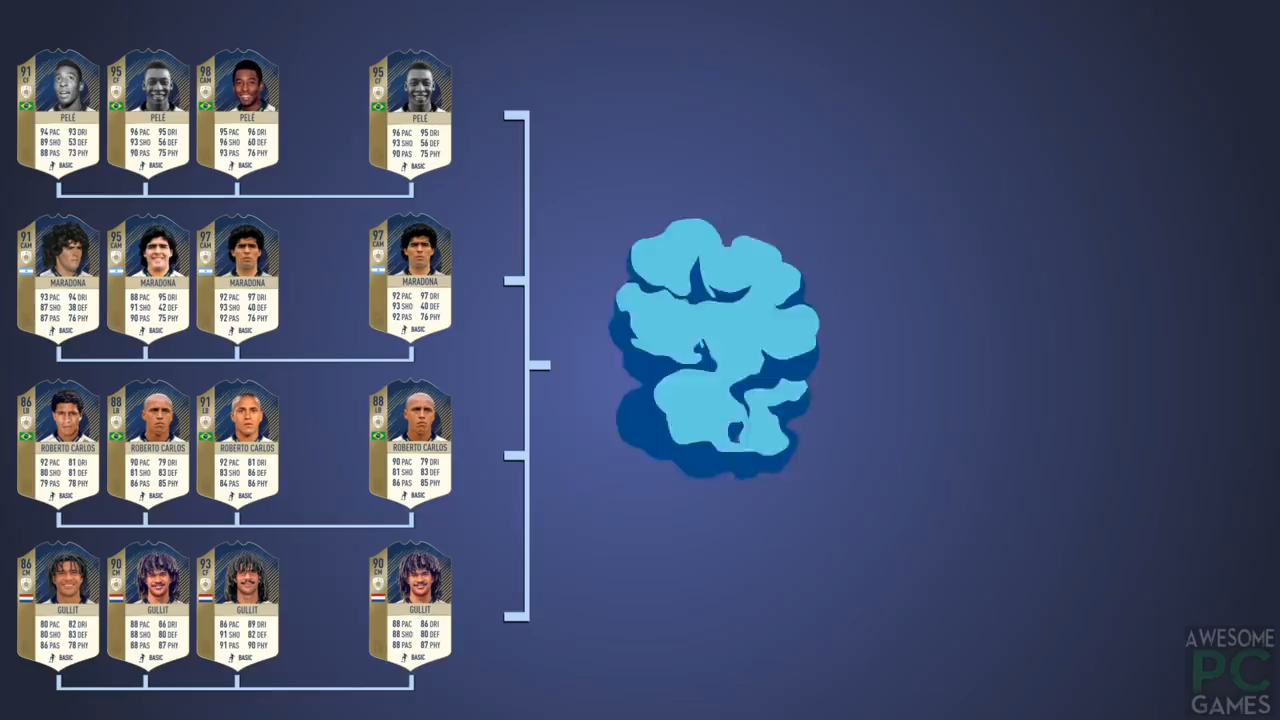 91
CF
PELÉ
94 PAC 93 DRI
89 SHO 53 DEF
88 PAS 73 PHY
BASIC
95
CF
PELÉ
96 PAC 95 DRI
93 SHO 56 DEF
90 PAS 75 PHY
BASIC
98
CAM
PELÉ
95 PAC 96 DRI
96 SHO 60 DEF
93 PAS 76 PHY
BASIC
95
CF
PELÉ
96 PAC 95 DRI
93 SHO 56 DEF
90 PAS 75 PHY
BASIC
91
CAM
MARADONA
93 PAC 94 DRI
87 SHO 38 DEF
87 PAS 76 PHY
BASIC
95
CAM
MARADONA
88 PAC 95 DRI
91 SHO 42 DEF
90 PAS 75 PHY
BASIC
97
CAM
MARADONA
92 PAC 97 DRI
93 SHO 40 DEF
92 PAS 76 PHY
BASIC
97
CAM
MARADONA
92 PAC 97 DRI
93 SHO 40 DEF
92 PAS 76 PHY
BASIC
86
LB
ROBERTO CARLOS
92 PAC 81 DRI
80 SHO 81 DEF
79 PAS 78 PHY
BASIC
88
LB
ROBERTO CARLOS
90 PAC 79 DRI
81 SHO 83 DEF
86 PAS 85 PHY
BASIC
91
LB
ROBERTO CARLOS
92 PAC 81 DRI
83 SHO 86 DEF
84 PAS 86 PHY
BASIC
88
LB
ROBERTO CARLOS
90 PAC 79 DRI
81 SHO 83 DEF
86 PAS 85 PHY
BASIC
86
CM
GULLIT
80 PAC 82 DRI
80 SHO 83 DEF
86 PAS 78 PHY
BASIC
90
CM
GULLIT
88 PAC 86 DRI
88 SHO 80 DEF
88 PAS 87 PHY
BASIC
93
CF
GULLIT
86 PAC 89 DRI
91 SHO 82 DEF
91 PAS 90 PHY
BASIC
90
CM
GULLIT
88 PAC 86 DRI
88 SHO 80 DEF
88 PAS 87 PHY
BASIC
AWESOME
PC
GAMES